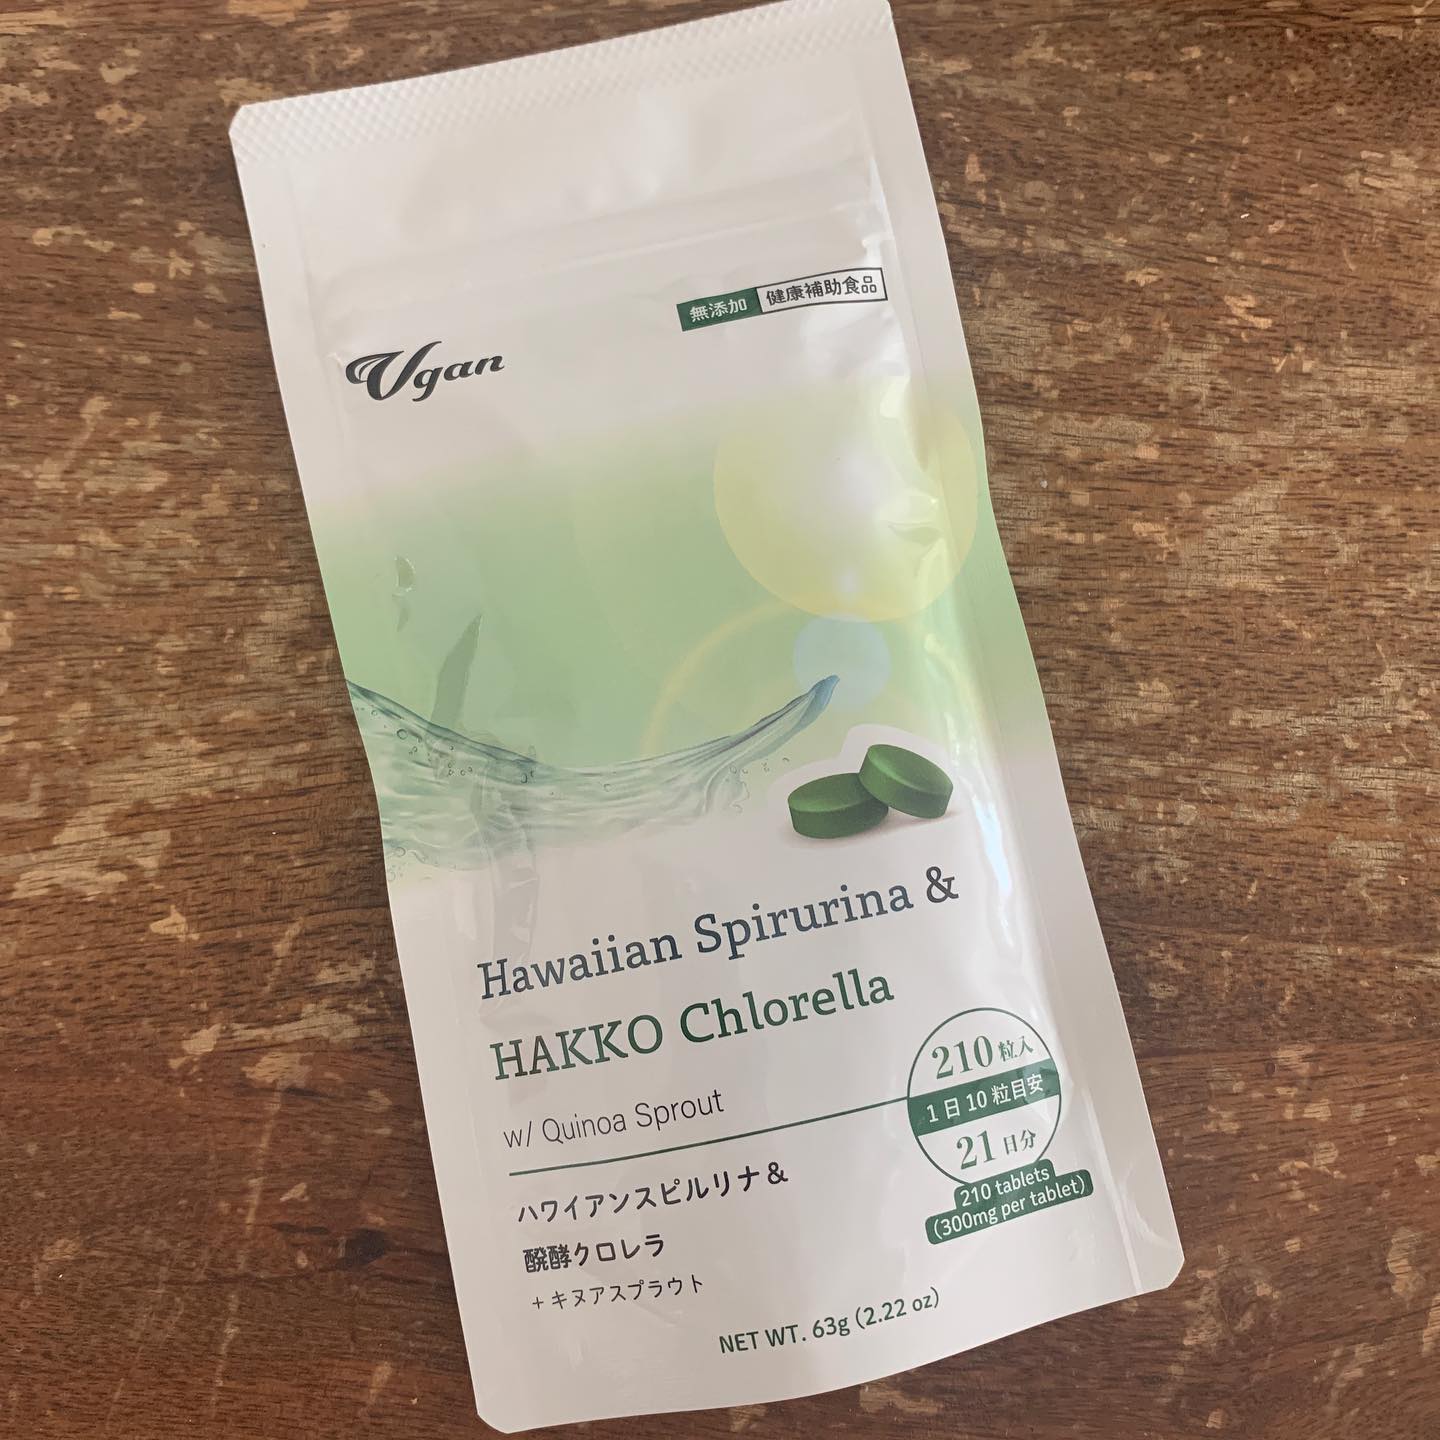 無添加 健康補助食品
Vgan
Hawaiian Spirurina &
HAKKO Chlorella
w/ Quinoa Sprout
210粒入
1日10粒目安
21日分
210 tablets
(300mg per tablet)
ハワイアンスピルリナ&
醗酵クロレラ
+キヌアスプラウト
NET WT. 63g (2.22 oz)